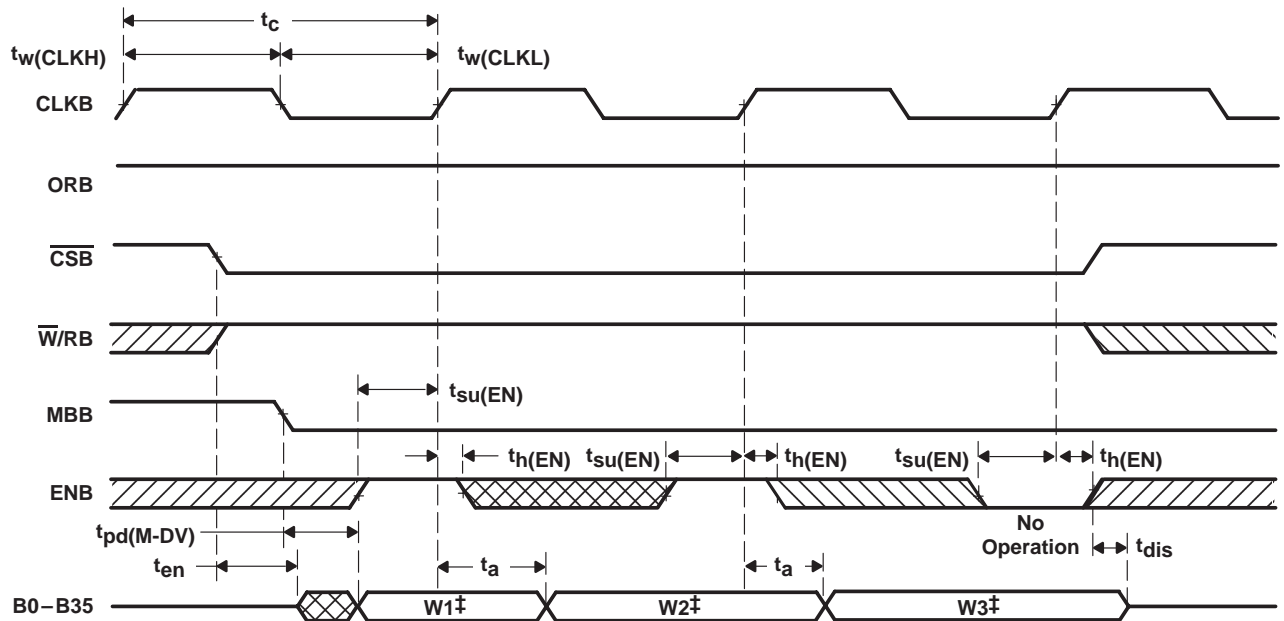 tc
tw(CLKH)
tw(CLKL)
CLKB
ORB
CSB
W/RB
tsu(EN)
MBB
th(EN)
tsu(EN)
th(EN)
tsu(EN)
th(EN)
ENB
No
Operation
tpd(M-DV)
tdis
ten
ta
ta
B0–B35
W1‡
W2‡
W3‡